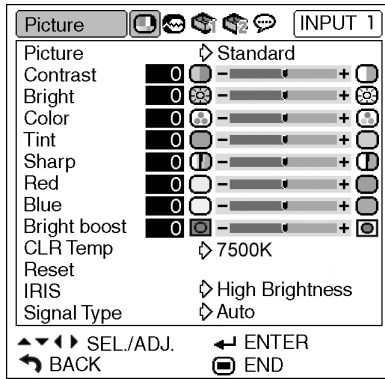 Picture INPUT 1
Picture Standard
Contrast 0 - +
Bright 0 - +
Color 0 - +
Tint 0 - +
Sharp 0 - +
Red 0 - +
Blue 0 - +
Bright boost 0 - +
CLR Temp 7500K
Reset
IRIS High Brightness
Signal Type Auto
SEL./ADJ. ENTER
BACK END